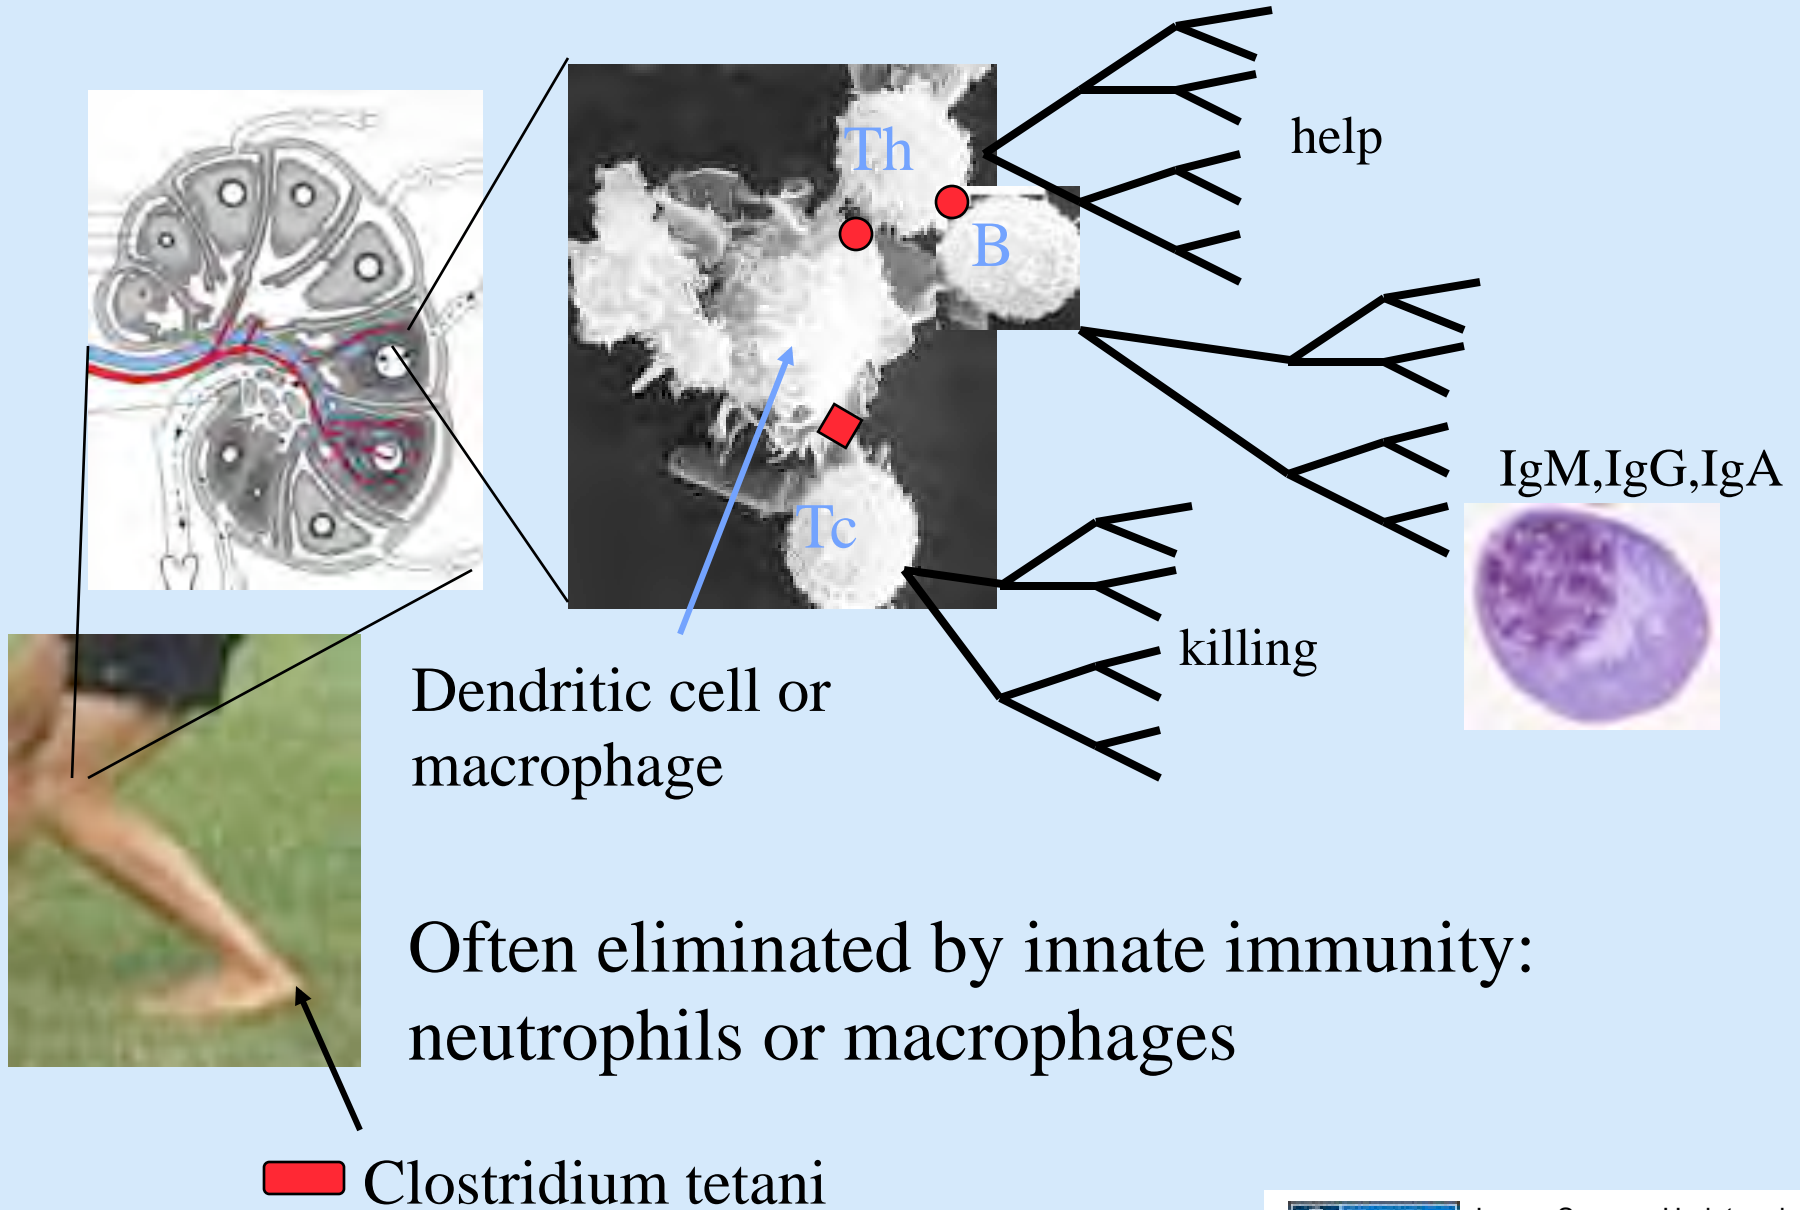 Th
help
B
IgM,IgG,IgA
Tc
killing
Dendritic cell or
macrophage
Often eliminated by innate immunity:
neutrophils or macrophages
Clostridium tetani